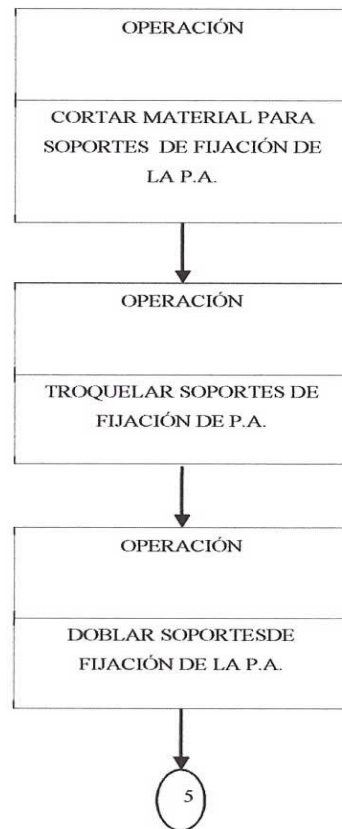 OPERACIÓN
CORTAR MATERIAL PARA
SOPORTES DE FIJACIÓN DE
LA P.A.
OPERACIÓN
TROQUELAR SOPORTES DE
FIJACIÓN DE P.A.
OPERACIÓN
DOBLAR SOPORTESDE
FIJACIÓN DE LA P.A.
5